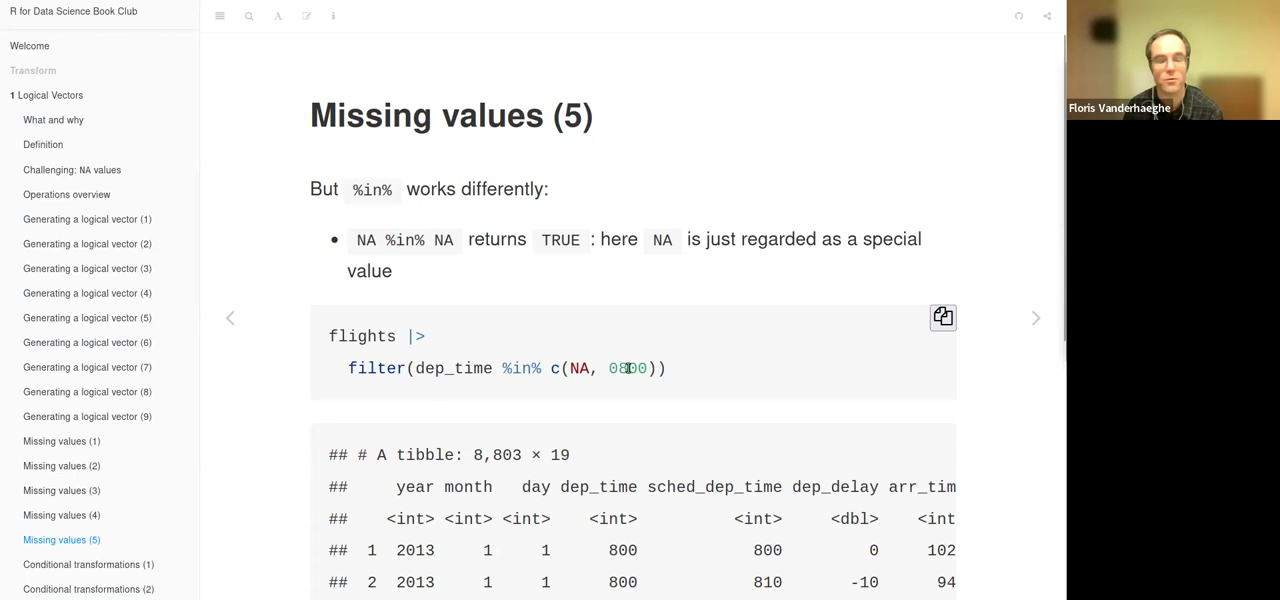 R for Data Science Book Club
Welcome
Transform
1 Logical Vectors
What and why
Definition
Challenging: NA values
Operations overview
Generating a logical vector (1)
Generating a logical vector (2)
Generating a logical vector (3)
Generating a logical vector (4)
Generating a logical vector (5)
Generating a logical vector (6)
Generating a logical vector (7)
Generating a logical vector (8)
Generating a logical vector (9)
Missing values (1)
Missing values (2)
Missing values (3)
Missing values (4)
Missing values (5)
Conditional transformations (1)
Conditional transformations (2)
Missing values (5)
But %in% works differently:
NA %in% NA returns TRUE : here NA is just regarded as a special
value
flights |>
filter(dep_time %in% c(NA, 0800))
## # A tibble: 8,803 × 19
## year month day dep_time sched_dep_time dep_delay arr_tim
## <int> <int> <int> <int> <int> <dbl> <int
## 1 2013 1 1 800 800 0 102
## 2 2013 1 1 800 810 -10 94
Floris Vanderhaeghe